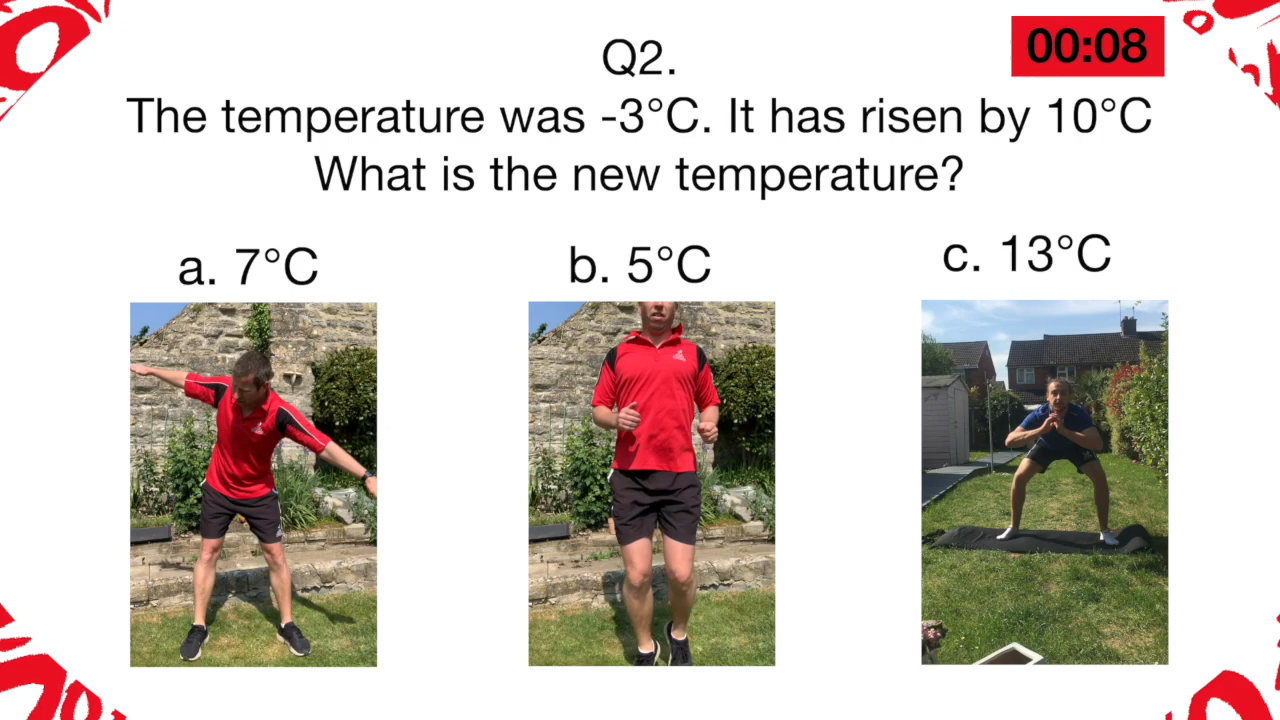 00:08
Q2.
The temperature was -3°C. It has risen by 10°C
What is the new temperature?
a. 7°C
b. 5°C
c. 13°C